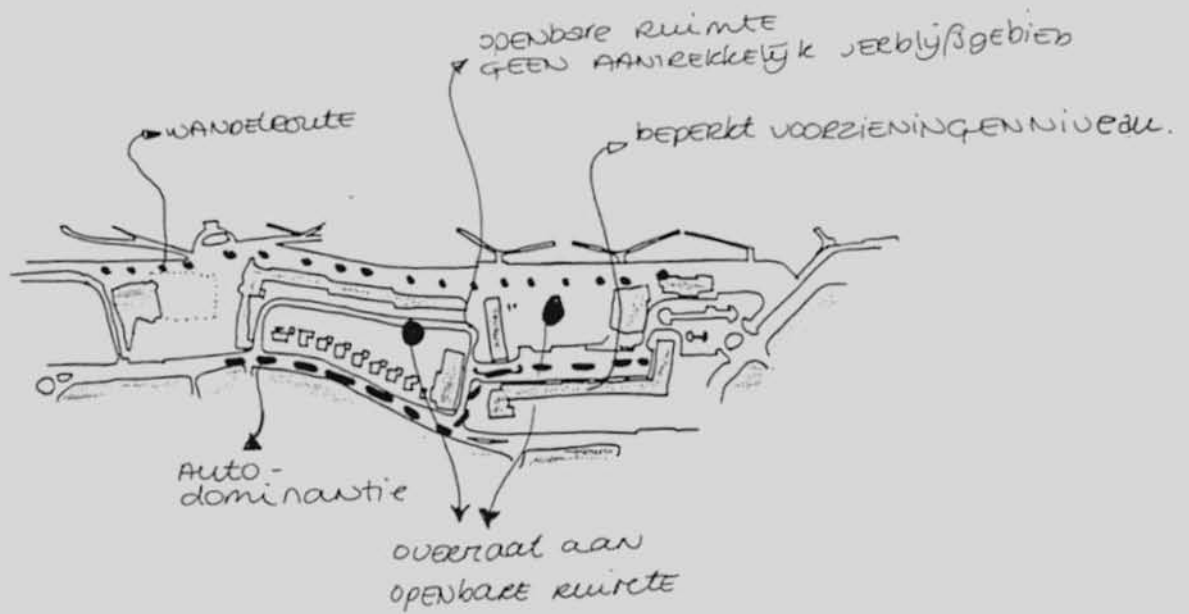 OPENbare Ruimte
GEEN AANTREKKElijk verblijfsgebied
WANDELROUTE
beperkt VOORZIENINGENNIVEAU.
AUTO-
dominantie
overmaat aan
OPENbare Ruimte